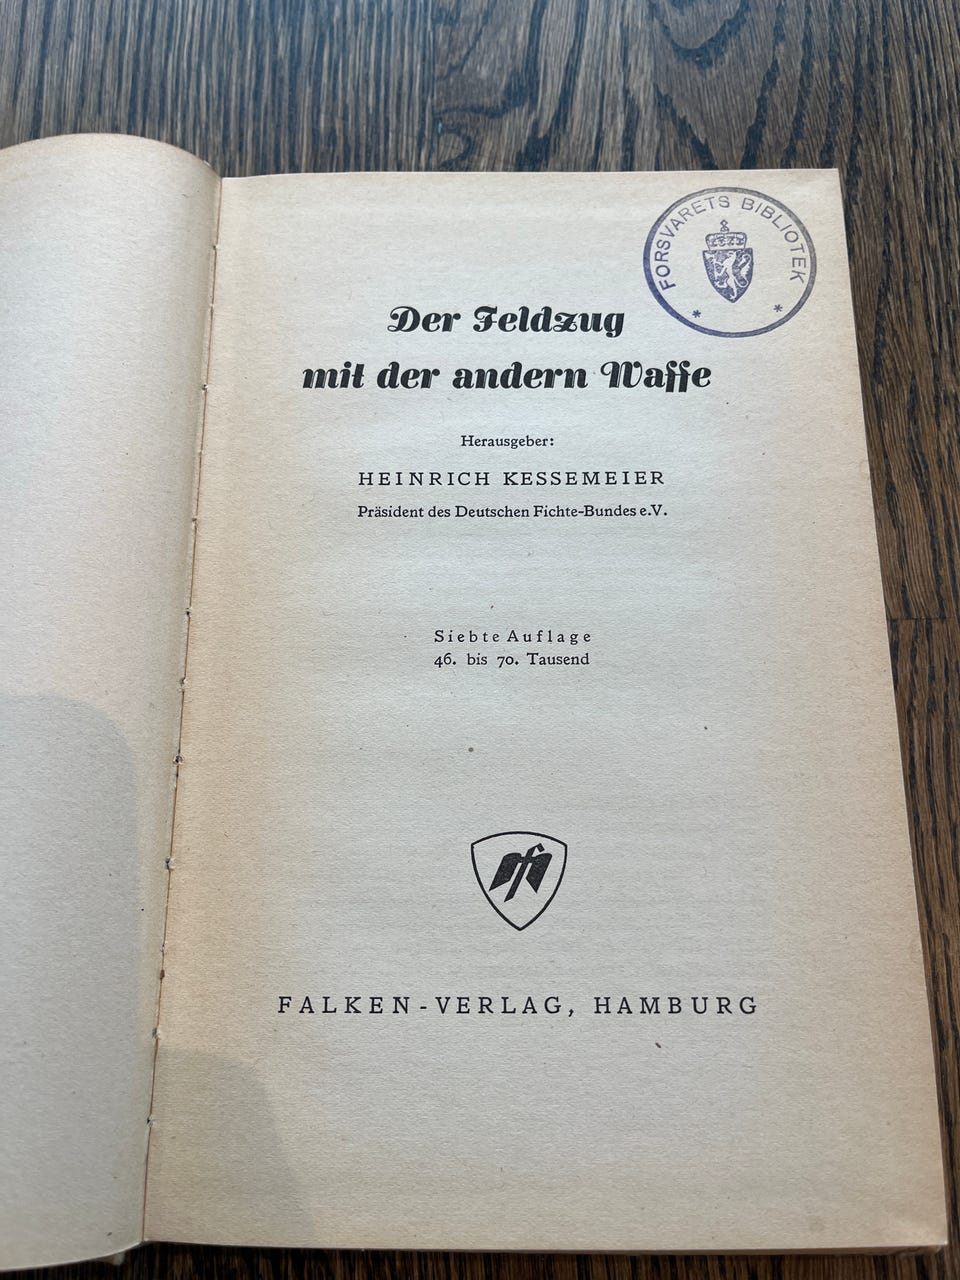 FORSVARETS BIBLIOTEK
Der Feldzug
mit der andern Waffe
Herausgeber:
HEINRICH KESSEMEIER
Präsident des Deutschen Fichte-Bundes e.V.
Siebte Auflage
46. bis 70. Tausend
FALKEN-VERLAG, HAMBURG